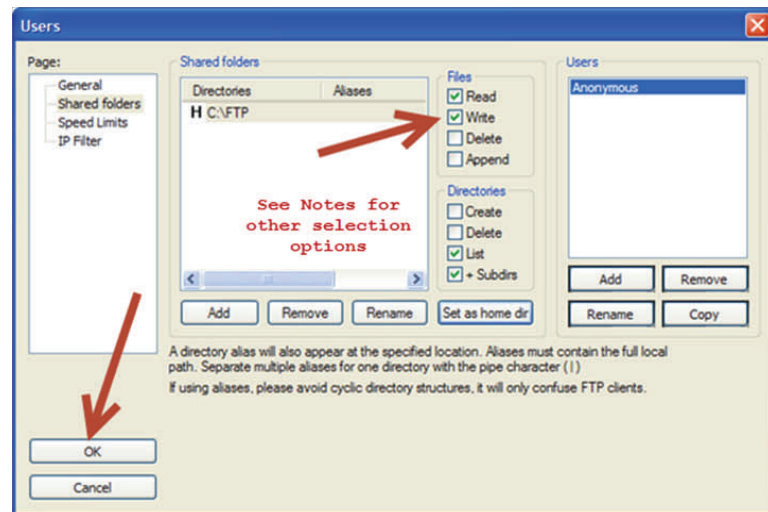 Users
Page:
General
Shared folders
Speed Limits
IP Filter
OK
Cancel
Shared folders
Directories Aliases
H C:\FTP
See Notes for
other selection
options
Add Remove Rename Set as home dir
Files
Read
Write
Delete
Append
Directories
Create
Delete
List
+ Subdirs
Users
Anonymous
Add Remove
Rename Copy
A directory alias will also appear at the specified location. Aliases must contain the full local
path. Separate multiple aliases for one directory with the pipe character ( | )
If using aliases, please avoid cyclic directory structures, it will only confuse FTP clients.